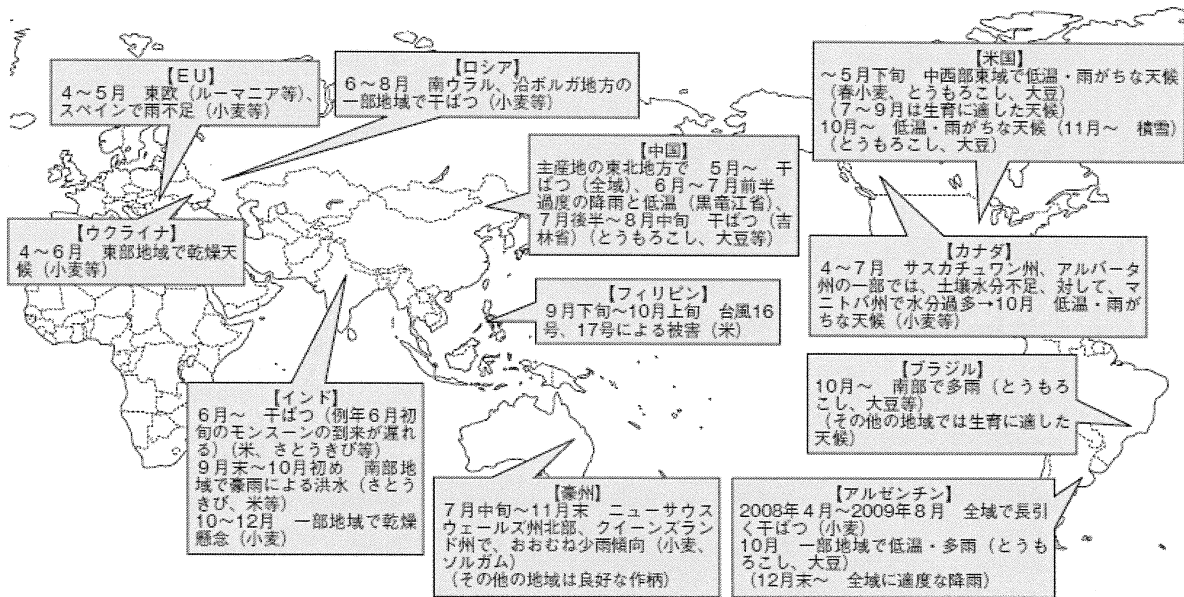 【ＥＵ】
４～５月　東欧（ルーマニア等）、
スペインで雨不足（小麦等）
【ロシア】
６～８月　南ウラル、沿ボルガ地方の
一部地域で干ばつ（小麦等）
【米国】
～５月下旬　中西部東域で低温・雨がちな天候
（春小麦、とうもろこし、大豆）
（７～９月は生育に適した天候）
10月～　低温・雨がちな天候（11月～　積雪）
（とうもろこし、大豆）
【中国】
主産地の東北地方で　５月～　干
ばつ（全域）、６月～７月前半
過度の降雨と低温（黒竜江省）、
７月後半～８月中旬　干ばつ（吉
林省）（とうもろこし、大豆等）
【ウクライナ】
４～６月　東部地域で乾燥天
候（小麦等）
【カナダ】
４～７月　サスカチュワン州、アルバータ
州の一部では、土壌水分不足、対して、マ
ニトバ州で水分過多→10月　低温・雨が
ちな天候（小麦等）
【フィリピン】
９月下旬～10月上旬　台風16
号、17号による被害（米）
【ブラジル】
10月～　南部で多雨（とうもろ
こし、大豆等）
（その他の地域では生育に適した
天候）
【インド】
６月～　干ばつ（例年６月初
旬のモンスーンの到来が遅れ
る）（米、さとうきび等）
９月末～10月初め　南部地
域で豪雨による洪水（さとう
きび、米等）
10～12月　一部地域で乾燥
懸念（小麦）
【豪州】
７月中旬～11月末　ニューサウス
ウェールズ州北部、クイーンズラン
ド州で、おおむね少雨傾向（小麦、
ソルガム）
（その他の地域は良好な作柄）
【アルゼンチン】
2008年４月～2009年８月　全域で長引
く干ばつ（小麦）
10月　一部地域で低温・多雨（とうも
ろこし、大豆）
（12月末～　全域に適度な降雨）